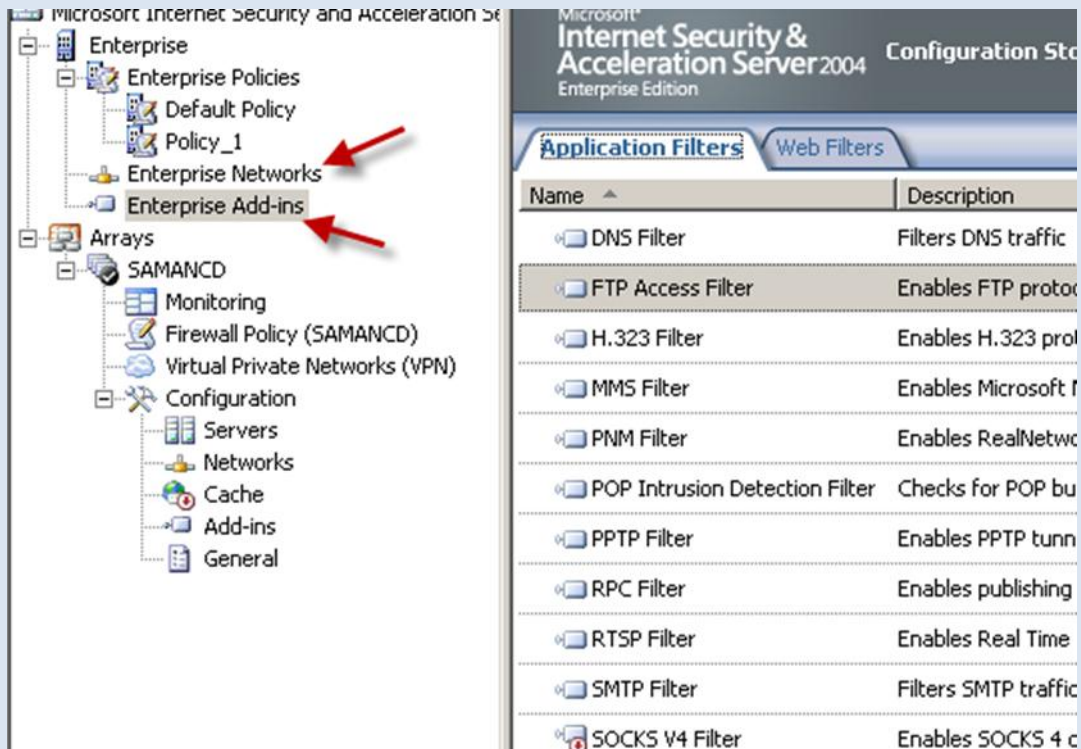 Microsoft Internet Security and Acceleration Se
Enterprise
Enterprise Policies
Default Policy
Policy_1
Enterprise Networks
Enterprise Add-ins
Arrays
SAMANCD
Monitoring
Firewall Policy (SAMANCD)
Virtual Private Networks (VPN)
Configuration
Servers
Networks
Cache
Add-ins
General
Microsoft®
Internet Security &
Acceleration Server 2004
Enterprise Edition
Configuration Sto
Application Filters Web Filters
Name Description
DNS Filter Filters DNS traffic
FTP Access Filter Enables FTP protoc
H.323 Filter Enables H.323 prot
MMS Filter Enables Microsoft M
PNM Filter Enables RealNetwo
POP Intrusion Detection Filter Checks for POP bu
PPTP Filter Enables PPTP tunn
RPC Filter Enables publishing
RTSP Filter Enables Real Time
SMTP Filter Filters SMTP traffic
SOCKS V4 Filter Enables SOCKS 4 c